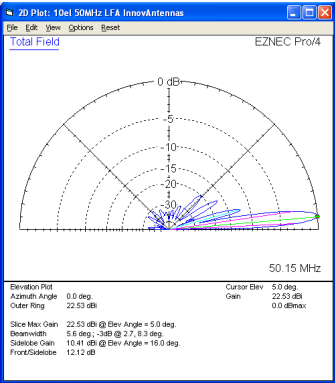 2D Plot: 10el 50MHz LFA InnovAntennas
File Edit View Options Reset
Total Field EZNEC Pro/4
0 dB
-5
-10
-15
-20
-30
50.15 MHz
Elevation Plot Cursor Elev 5.0 deg.
Azimuth Angle 0.0 deg. Gain 22.53 dBi
Outer Ring 22.53 dBi 0.0 dBmax
Slice Max Gain 22.53 dBi @ Elev Angle = 5.0 deg.
Beamwidth 5.6 deg.; -3dB @ 2.7, 8.3 deg.
Sidelobe Gain 10.41 dBi @ Elev Angle = 16.0 deg.
Front/Sidelobe 12.12 dB